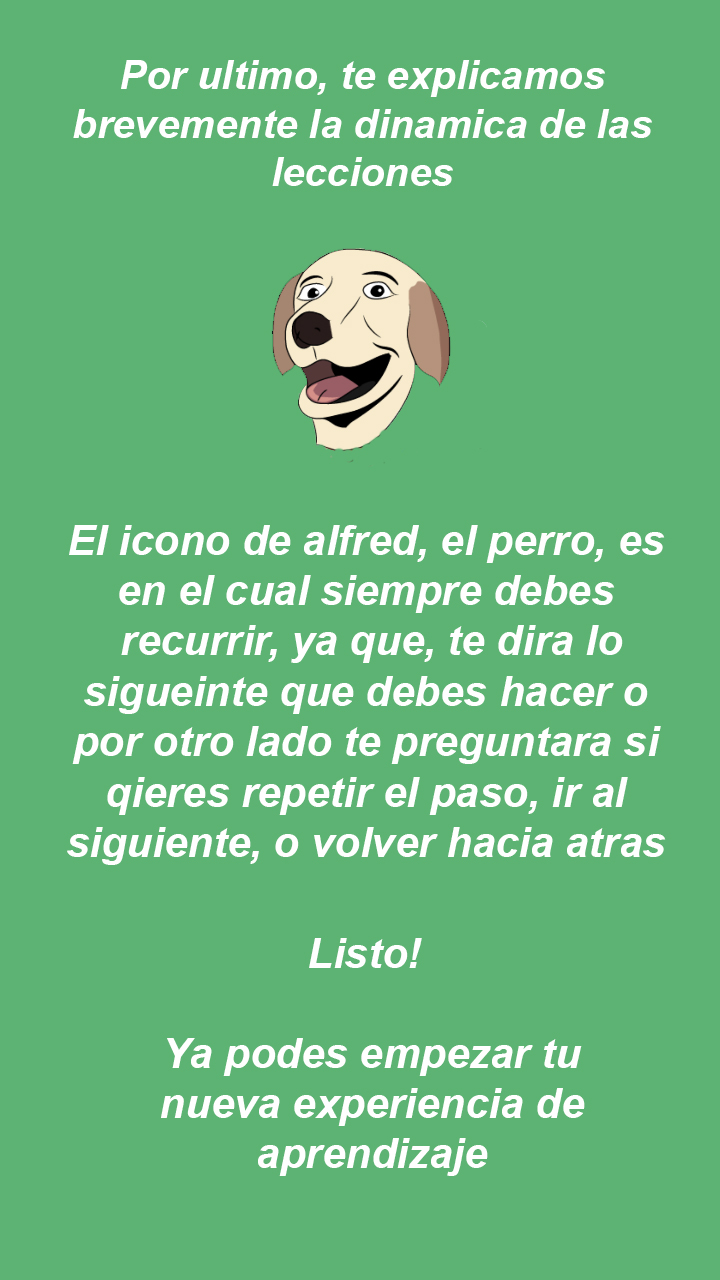 Por ultimo, te explicamos
brevemente la dinamica de las
lecciones
El icono de alfred, el perro, es
en el cual siempre debes
recurrir, ya que, te dira lo
sigueinte que debes hacer o
por otro lado te preguntara si
qieres repetir el paso, ir al
siguiente, o volver hacia atras
Listo!
Ya podes empezar tu
nueva experiencia de
aprendizaje